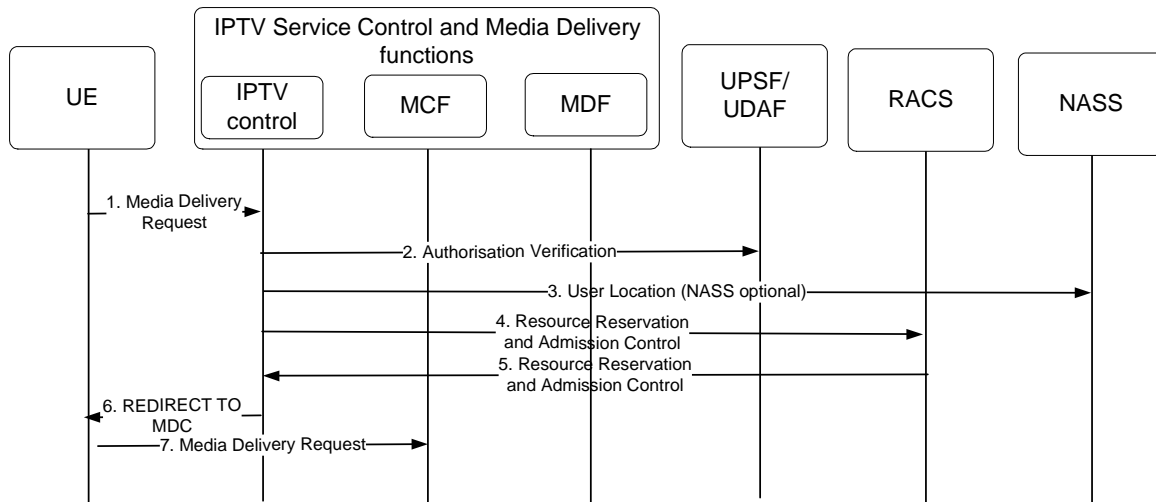 IPTV Service Control and Media Delivery
functions
UE
IPTV
control
MCF
MDF
UPSF/
UDAF
RACS
NASS
1. Media Delivery
Request
2. Authorisation Verification
3. User Location (NASS optional)
4. Resource Reservation
and Admission Control
5. Resource Reservation
and Admission Control
6. REDIRECT TO
MDC
7. Media Delivery Request